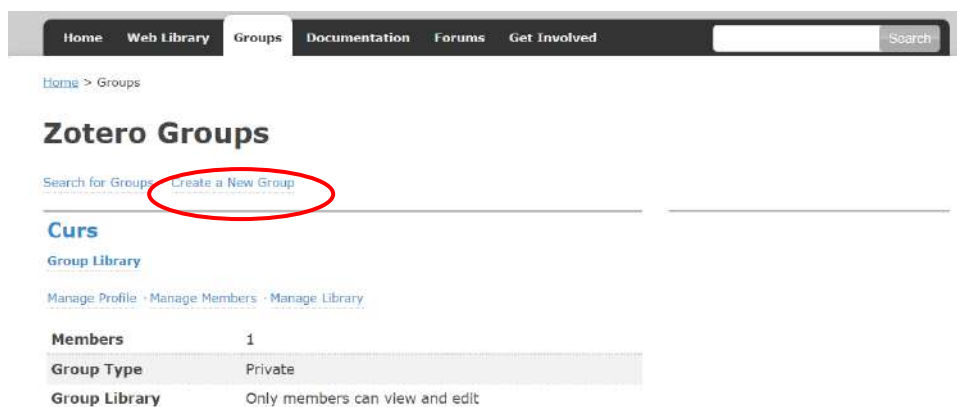 Home Web Library Groups Documentation Forums Get Involved Search
Home > Groups
Zotero Groups
Search for Groups · Create a New Group
Curs
Group Library
Manage Profile · Manage Members · Manage Library
Members 1
Group Type Private
Group Library Only members can view and edit